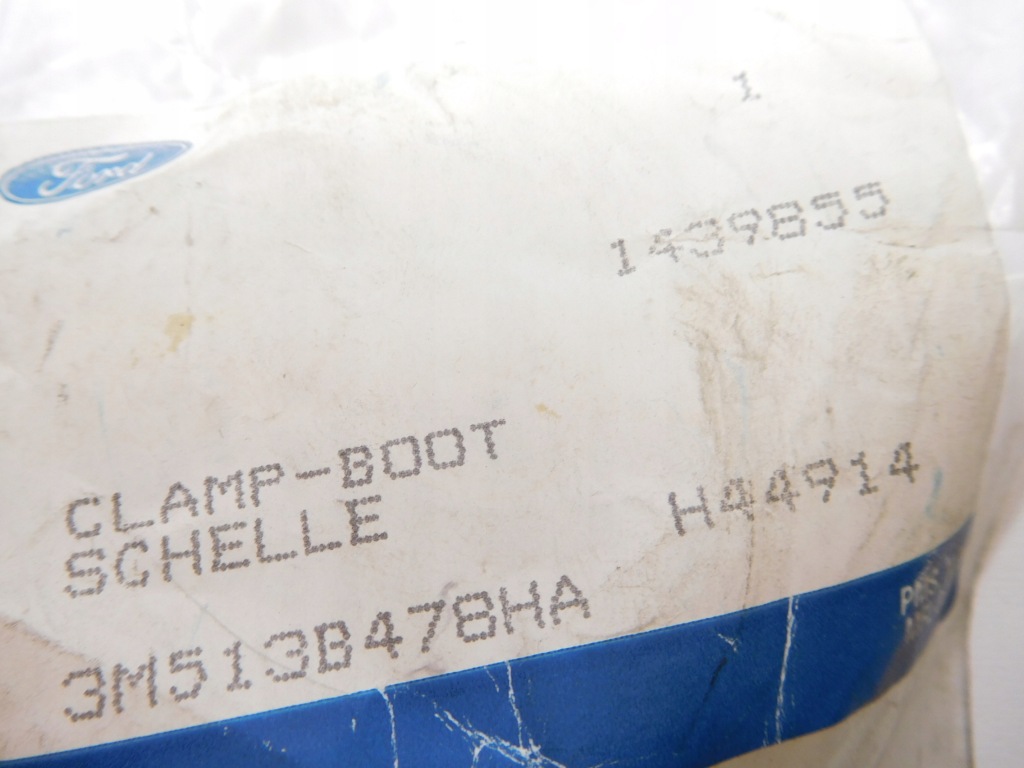 1
Ford
1439855
CLAMP-BOOT
SCHELLE
H44914
3M513B478HA